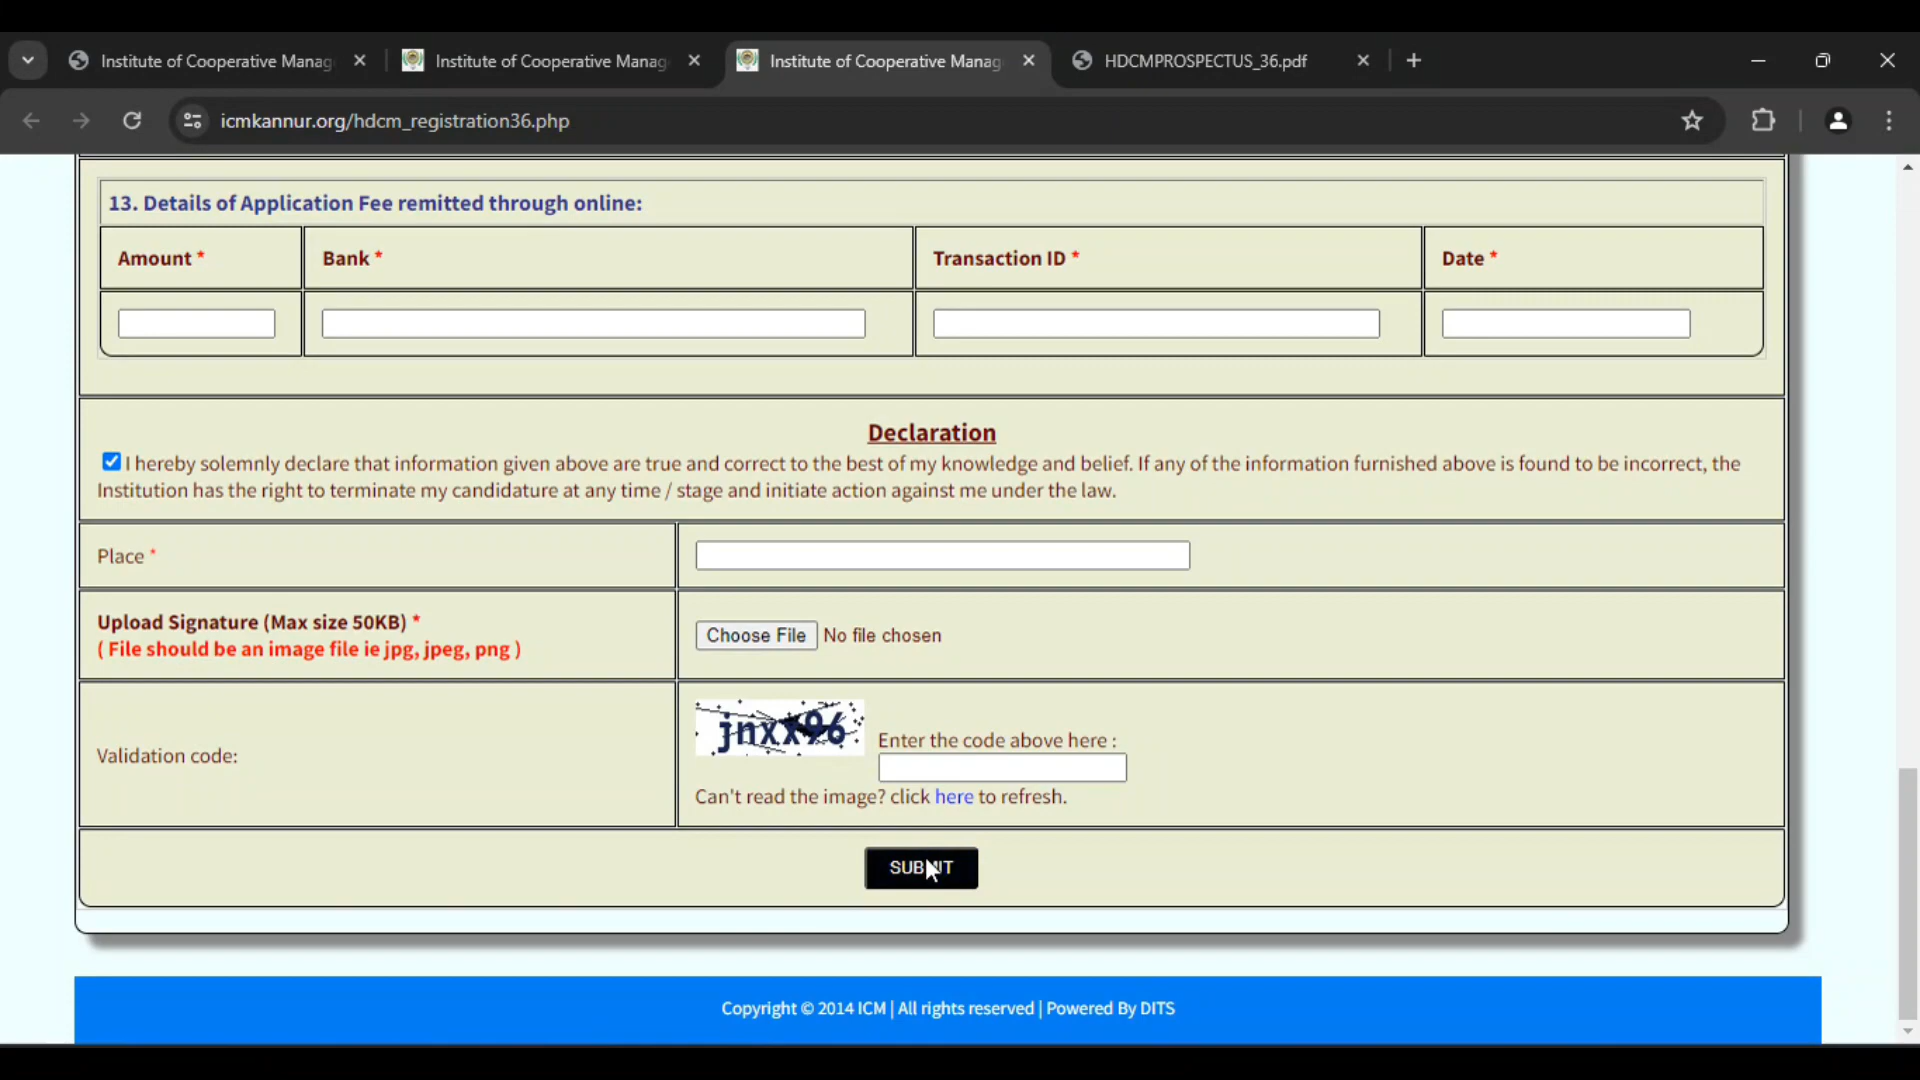 Institute of Cooperative Manag
Institute of Cooperative Manag
Institute of Cooperative Manag
HDCMPROSPECTUS_36.pdf
icmkannur.org/hdcm_registration36.php
13. Details of Application Fee remitted through online:
Amount * Bank * Transaction ID * Date *
Declaration
I hereby solemnly declare that information given above are true and correct to the best of my knowledge and belief. If any of the information furnished above is found to be incorrect, the
Institution has the right to terminate my candidature at any time / stage and initiate action against me under the law.
Place *
Upload Signature (Max size 50KB) *
( File should be an image file ie jpg, jpeg, png )
Choose File No file chosen
Validation code:
jnxx96
Enter the code above here :
Can't read the image? click here to refresh.
SUBMIT
Copyright © 2014 ICM | All rights reserved | Powered By DITS